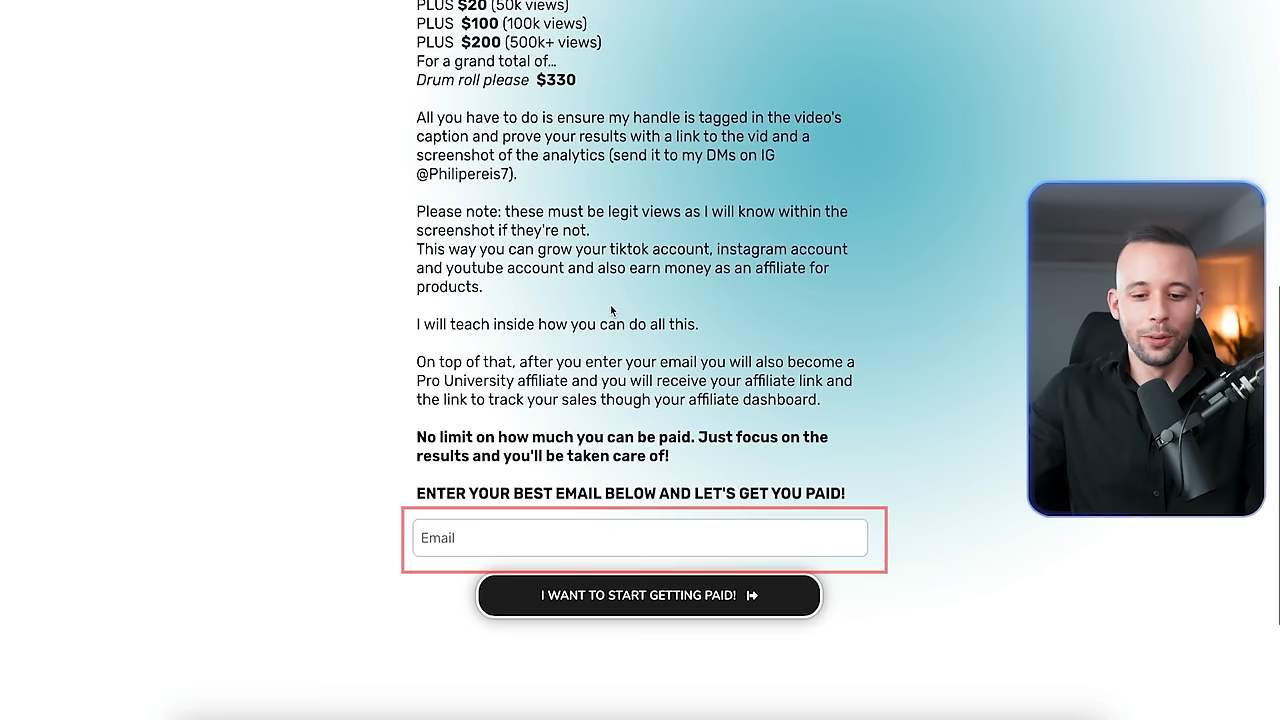 PLUS $20 (50k views)
PLUS $100 (100k views)
PLUS $200 (500k+ views)
For a grand total of...
Drum roll please $330
All you have to do is ensure my handle is tagged in the video's
caption and prove your results with a link to the vid and a
screenshot of the analytics (send it to my DMs on IG
@Philipereis7).
Please note: these must be legit views as I will know within the
screenshot if they're not.
This way you can grow your tiktok account, instagram account
and youtube account and also earn money as an affiliate for
products.
I will teach inside how you can do all this.
On top of that, after you enter your email you will also become a
Pro University affiliate and you will receive your affiliate link and
the link to track your sales though your affiliate dashboard.
No limit on how much you can be paid. Just focus on the
results and you'll be taken care of!
ENTER YOUR BEST EMAIL BELOW AND LET'S GET YOU PAID!
Email
I WANT TO START GETTING PAID!